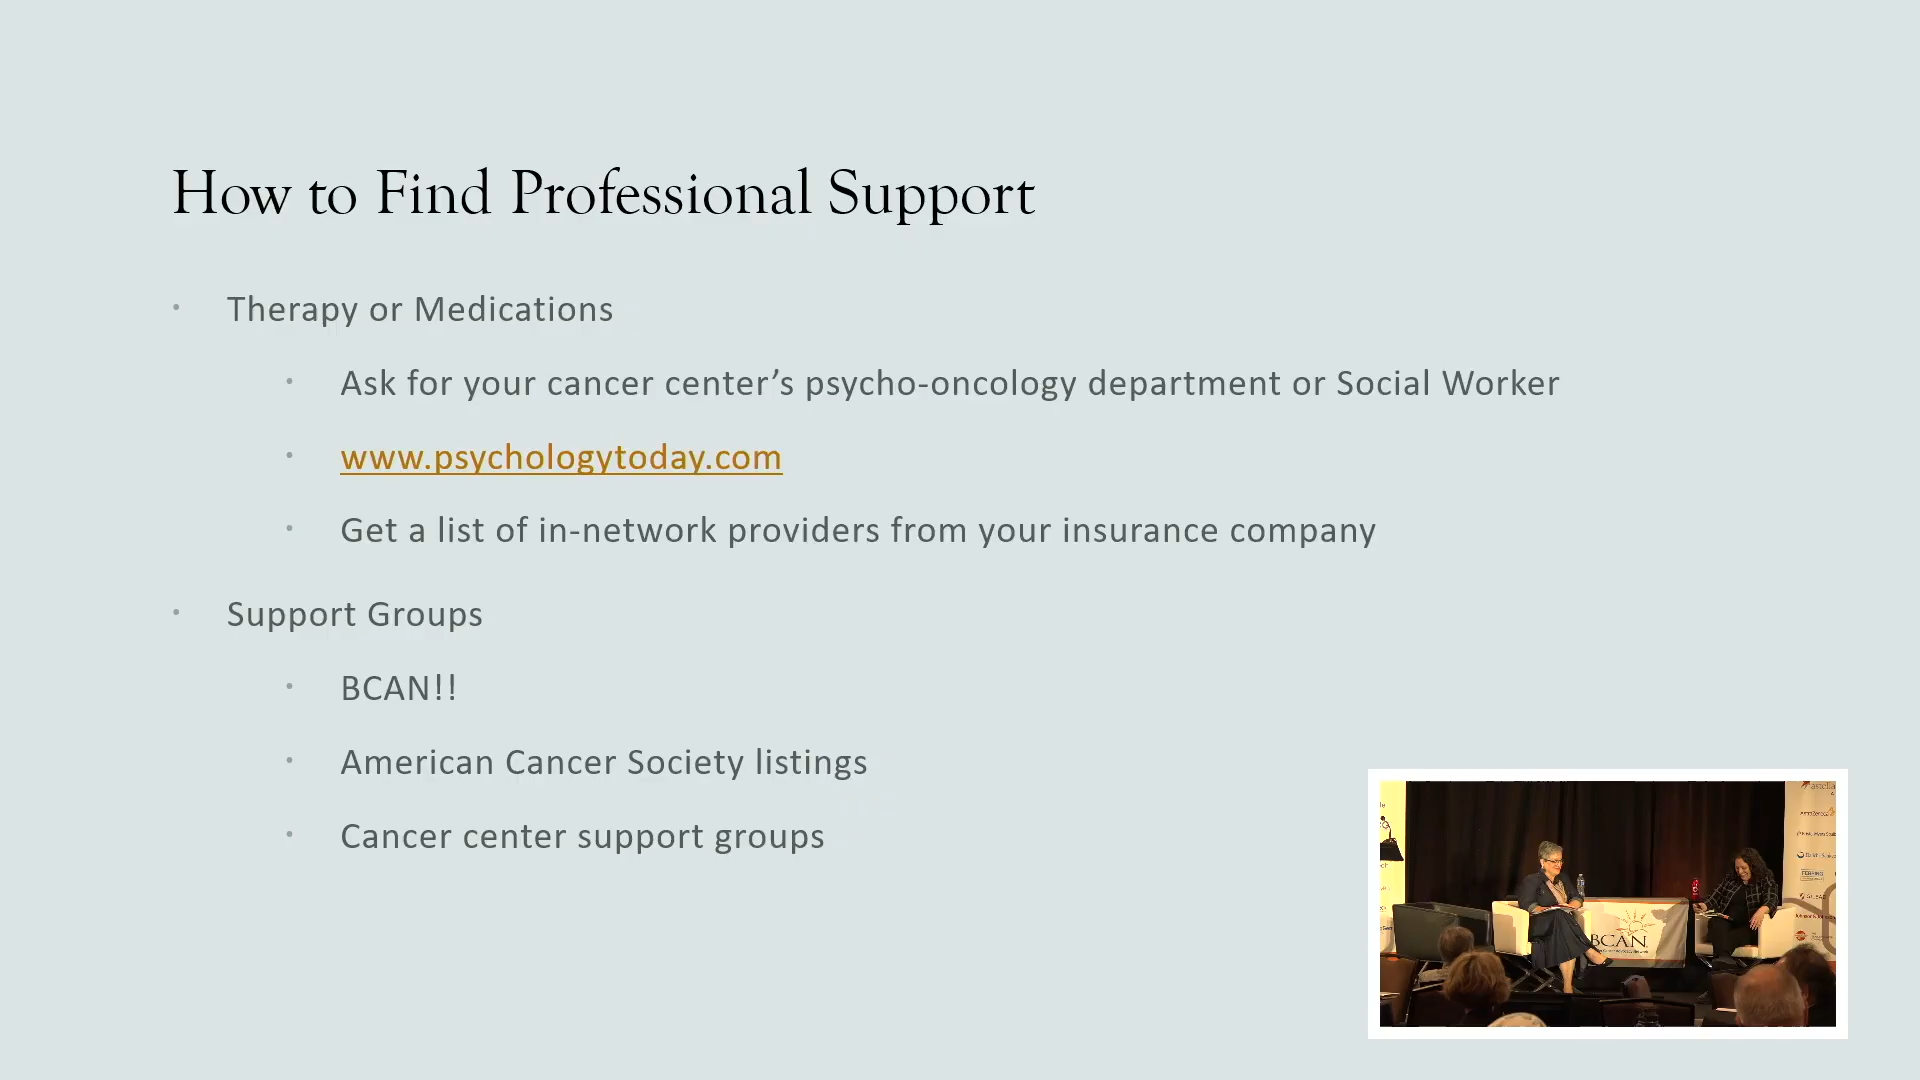 How to Find Professional Support
Therapy or Medications
Ask for your cancer center’s psycho-oncology department or Social Worker
www.psychologytoday.com
Get a list of in-network providers from your insurance company
Support Groups
BCAN!!
American Cancer Society listings
Cancer center support groups
BCAN